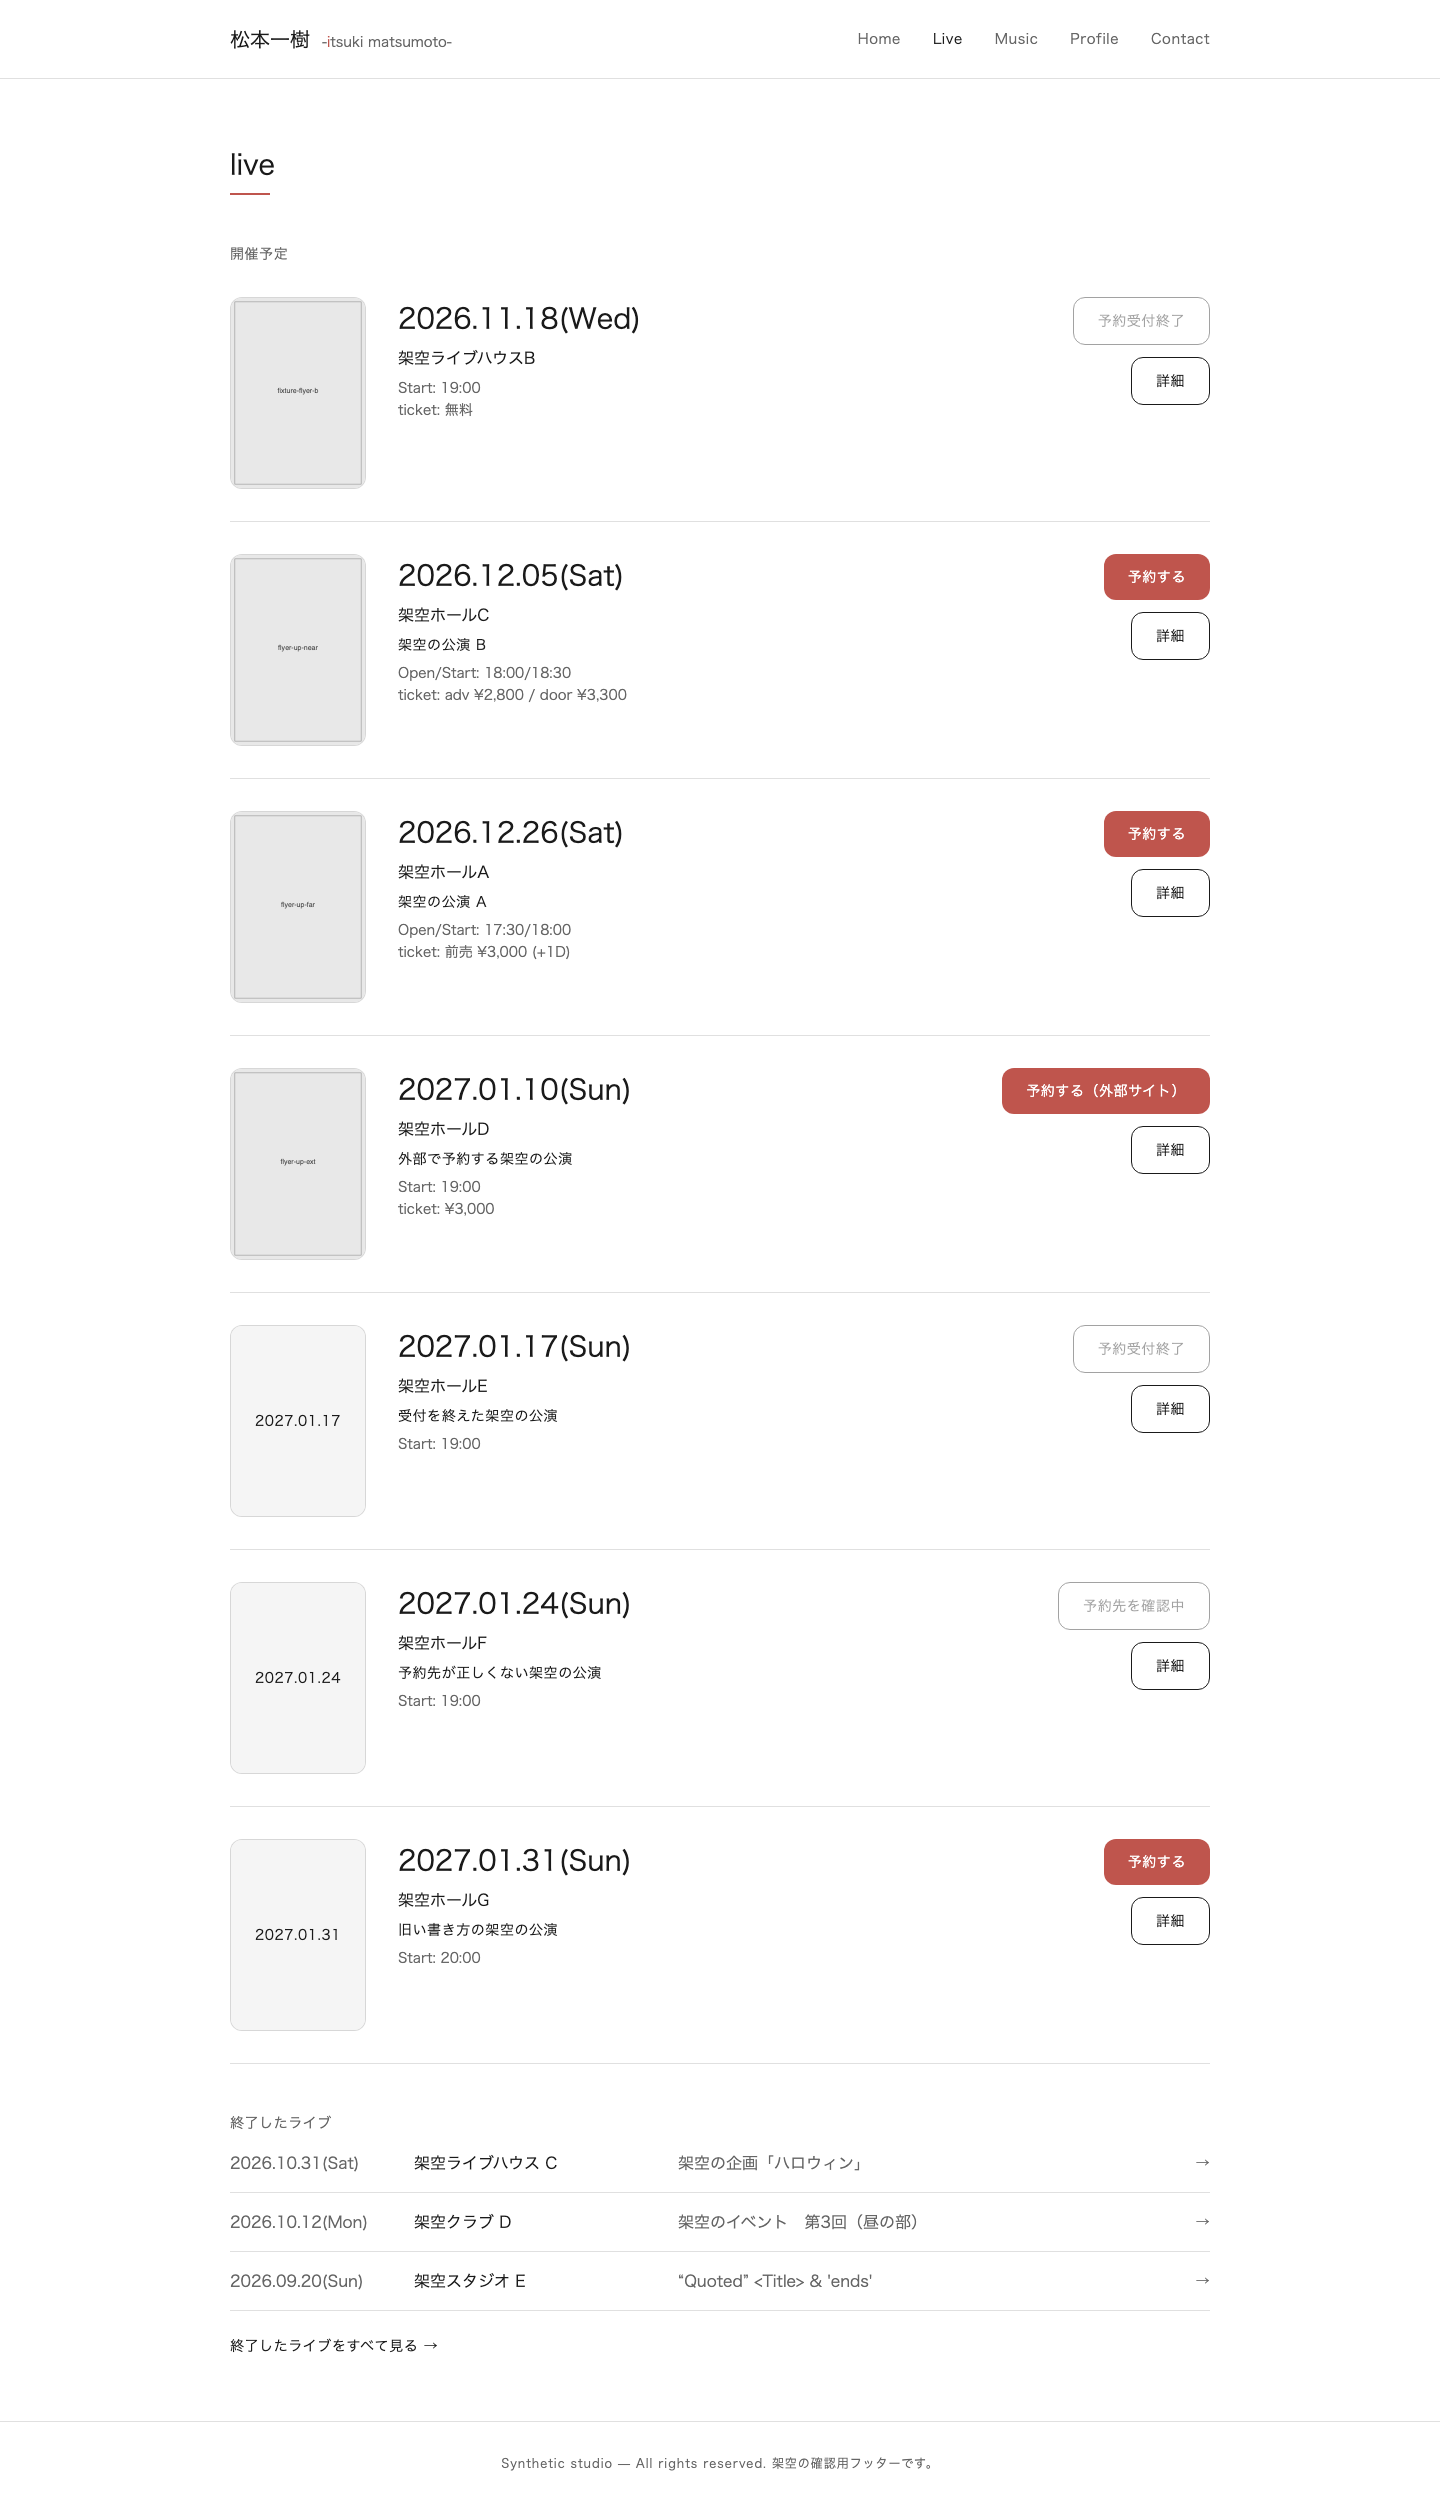 松本一樹 -itsuki matsumoto-
Home Live Music Profile Contact
live
開催予定
fixture-flyer-b
2026.11.18(Wed)
架空ライブハウスB
Start: 19:00
ticket: 無料
予約受付終了
詳細
flyer-up-near
2026.12.05(Sat)
架空ホールC
架空の公演 B
Open/Start: 18:00/18:30
ticket: adv ¥2,800 / door ¥3,300
予約する
詳細
flyer-up-far
2026.12.26(Sat)
架空ホールA
架空の公演 A
Open/Start: 17:30/18:00
ticket: 前売 ¥3,000 (+1D)
予約する
詳細
flyer-up-ext
2027.01.10(Sun)
架空ホールD
外部で予約する架空の公演
Start: 19:00
ticket: ¥3,000
予約する（外部サイト）
詳細
2027.01.17
2027.01.17(Sun)
架空ホールE
受付を終えた架空の公演
Start: 19:00
予約受付終了
詳細
2027.01.24
2027.01.24(Sun)
架空ホールF
予約先が正しくない架空の公演
Start: 19:00
予約先を確認中
詳細
2027.01.31
2027.01.31(Sun)
架空ホールG
旧い書き方の架空の公演
Start: 20:00
予約する
詳細
終了したライブ
2026.10.31(Sat) 架空ライブハウス C 架空の企画「ハロウィン」 →
2026.10.12(Mon) 架空クラブ D 架空のイベント　第3回（昼の部） →
2026.09.20(Sun) 架空スタジオ E “Quoted” <Title> & 'ends' →
終了したライブをすべて見る →
Synthetic studio — All rights reserved. 架空の確認用フッターです。